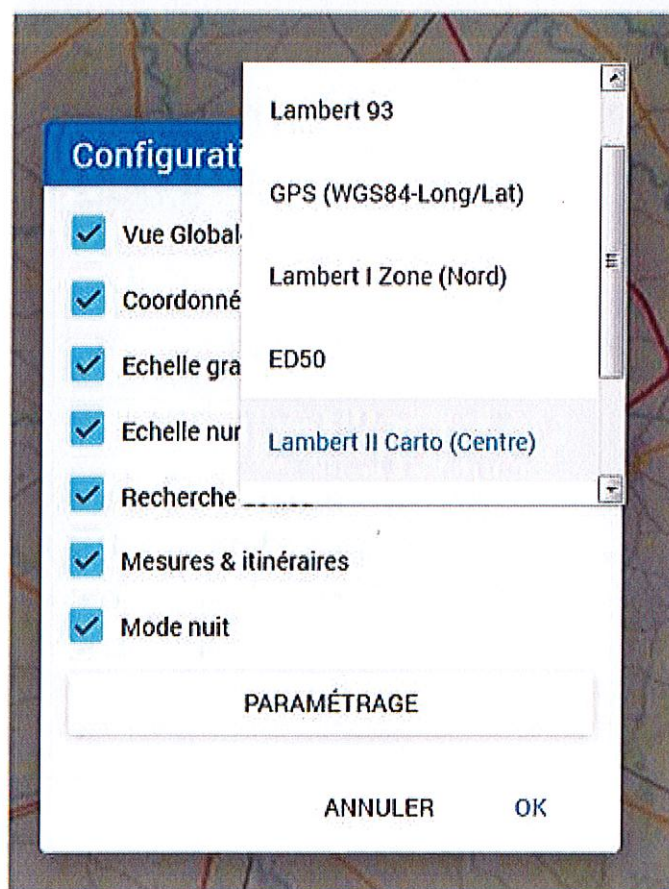 Configurati
Vue Global
Coordonné
Echelle gra
Echelle nur
Recherche
Mesures & itinéraires
Mode nuit
PARAMÉTRAGE
ANNULER
OK
Lambert 93
GPS (WGS84-Long/Lat)
Lambert I Zone (Nord)
ED50
Lambert II Carto (Centre)